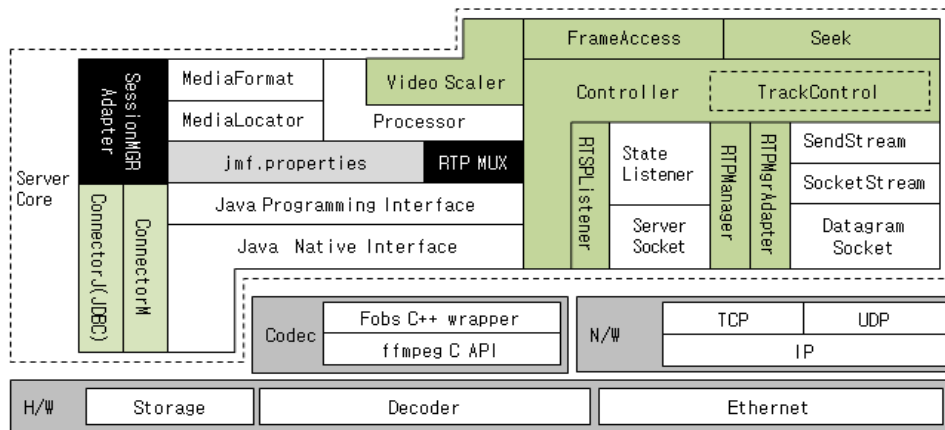 FrameAccess
Seek
Server
Core
SessionMGR
Adapter
MediaFormat
MediaLocator
Video Scaler
Processor
Controller
TrackControl
jmf.properties
RTP MUX
Java Programming Interface
Java Native Interface
ConnectorJ(JDBC)
ConnectorM
RTSPListener
State
Listener
Server
Socket
RTPManager
RTPMgrAdapter
SendStream
SocketStream
Datagram
Socket
Codec
Fobs C++ wrapper
ffmpeg C API
N/₩
TCP
UDP
IP
H/₩
Storage
Decoder
Ethernet